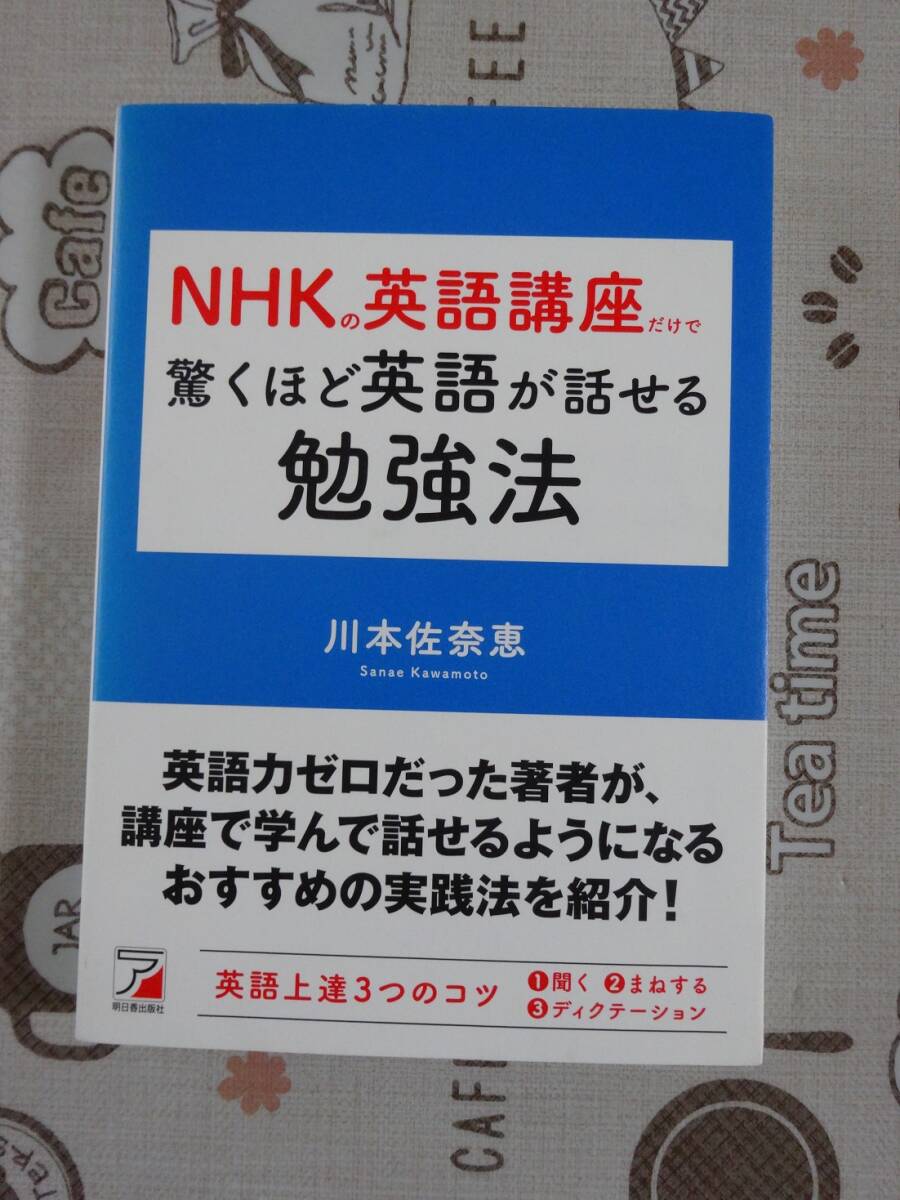 NHKの英語講座だけで
驚くほど英語が話せる
勉強法
川本佐奈恵
Sanae Kawamoto
英語力ゼロだった著者が、
講座で学んで話せるようになる
おすすめの実践法を紹介!
明日香出版社
英語上達3つのコツ
❶聞く ❷まねする
❸ディクテーション
Cafe
Tea time
JAR
CAF
FEE